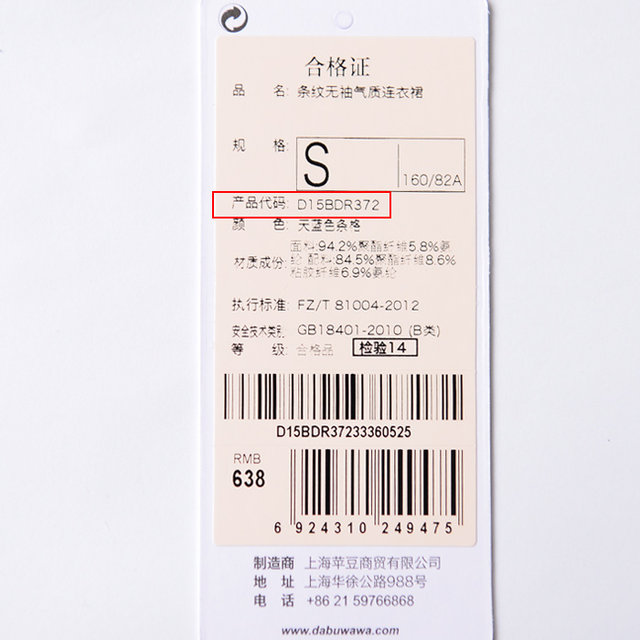 合格证
品 名: 条纹无袖气质连衣裙
规 格: S 160/82A
产品代码: D15BDR372
颜 色: 天蓝色条格
材质成份: 面料:94.2%聚酯纤维5.8%氨
纶 配料:84.5%聚酯纤维8.6%
粘胶纤维6.9%氨纶
执行标准: FZ/T 81004-2012
安全技术类别: GB18401-2010 (B类)
等 级: 合格品 检验14
D15BDR37233360525
RMB
638
6 924310 249475
制造商 上海苹豆商贸有限公司
地 址 上海华徐公路988号
电 话 +86 21 59766868
www.dabuwawa.com